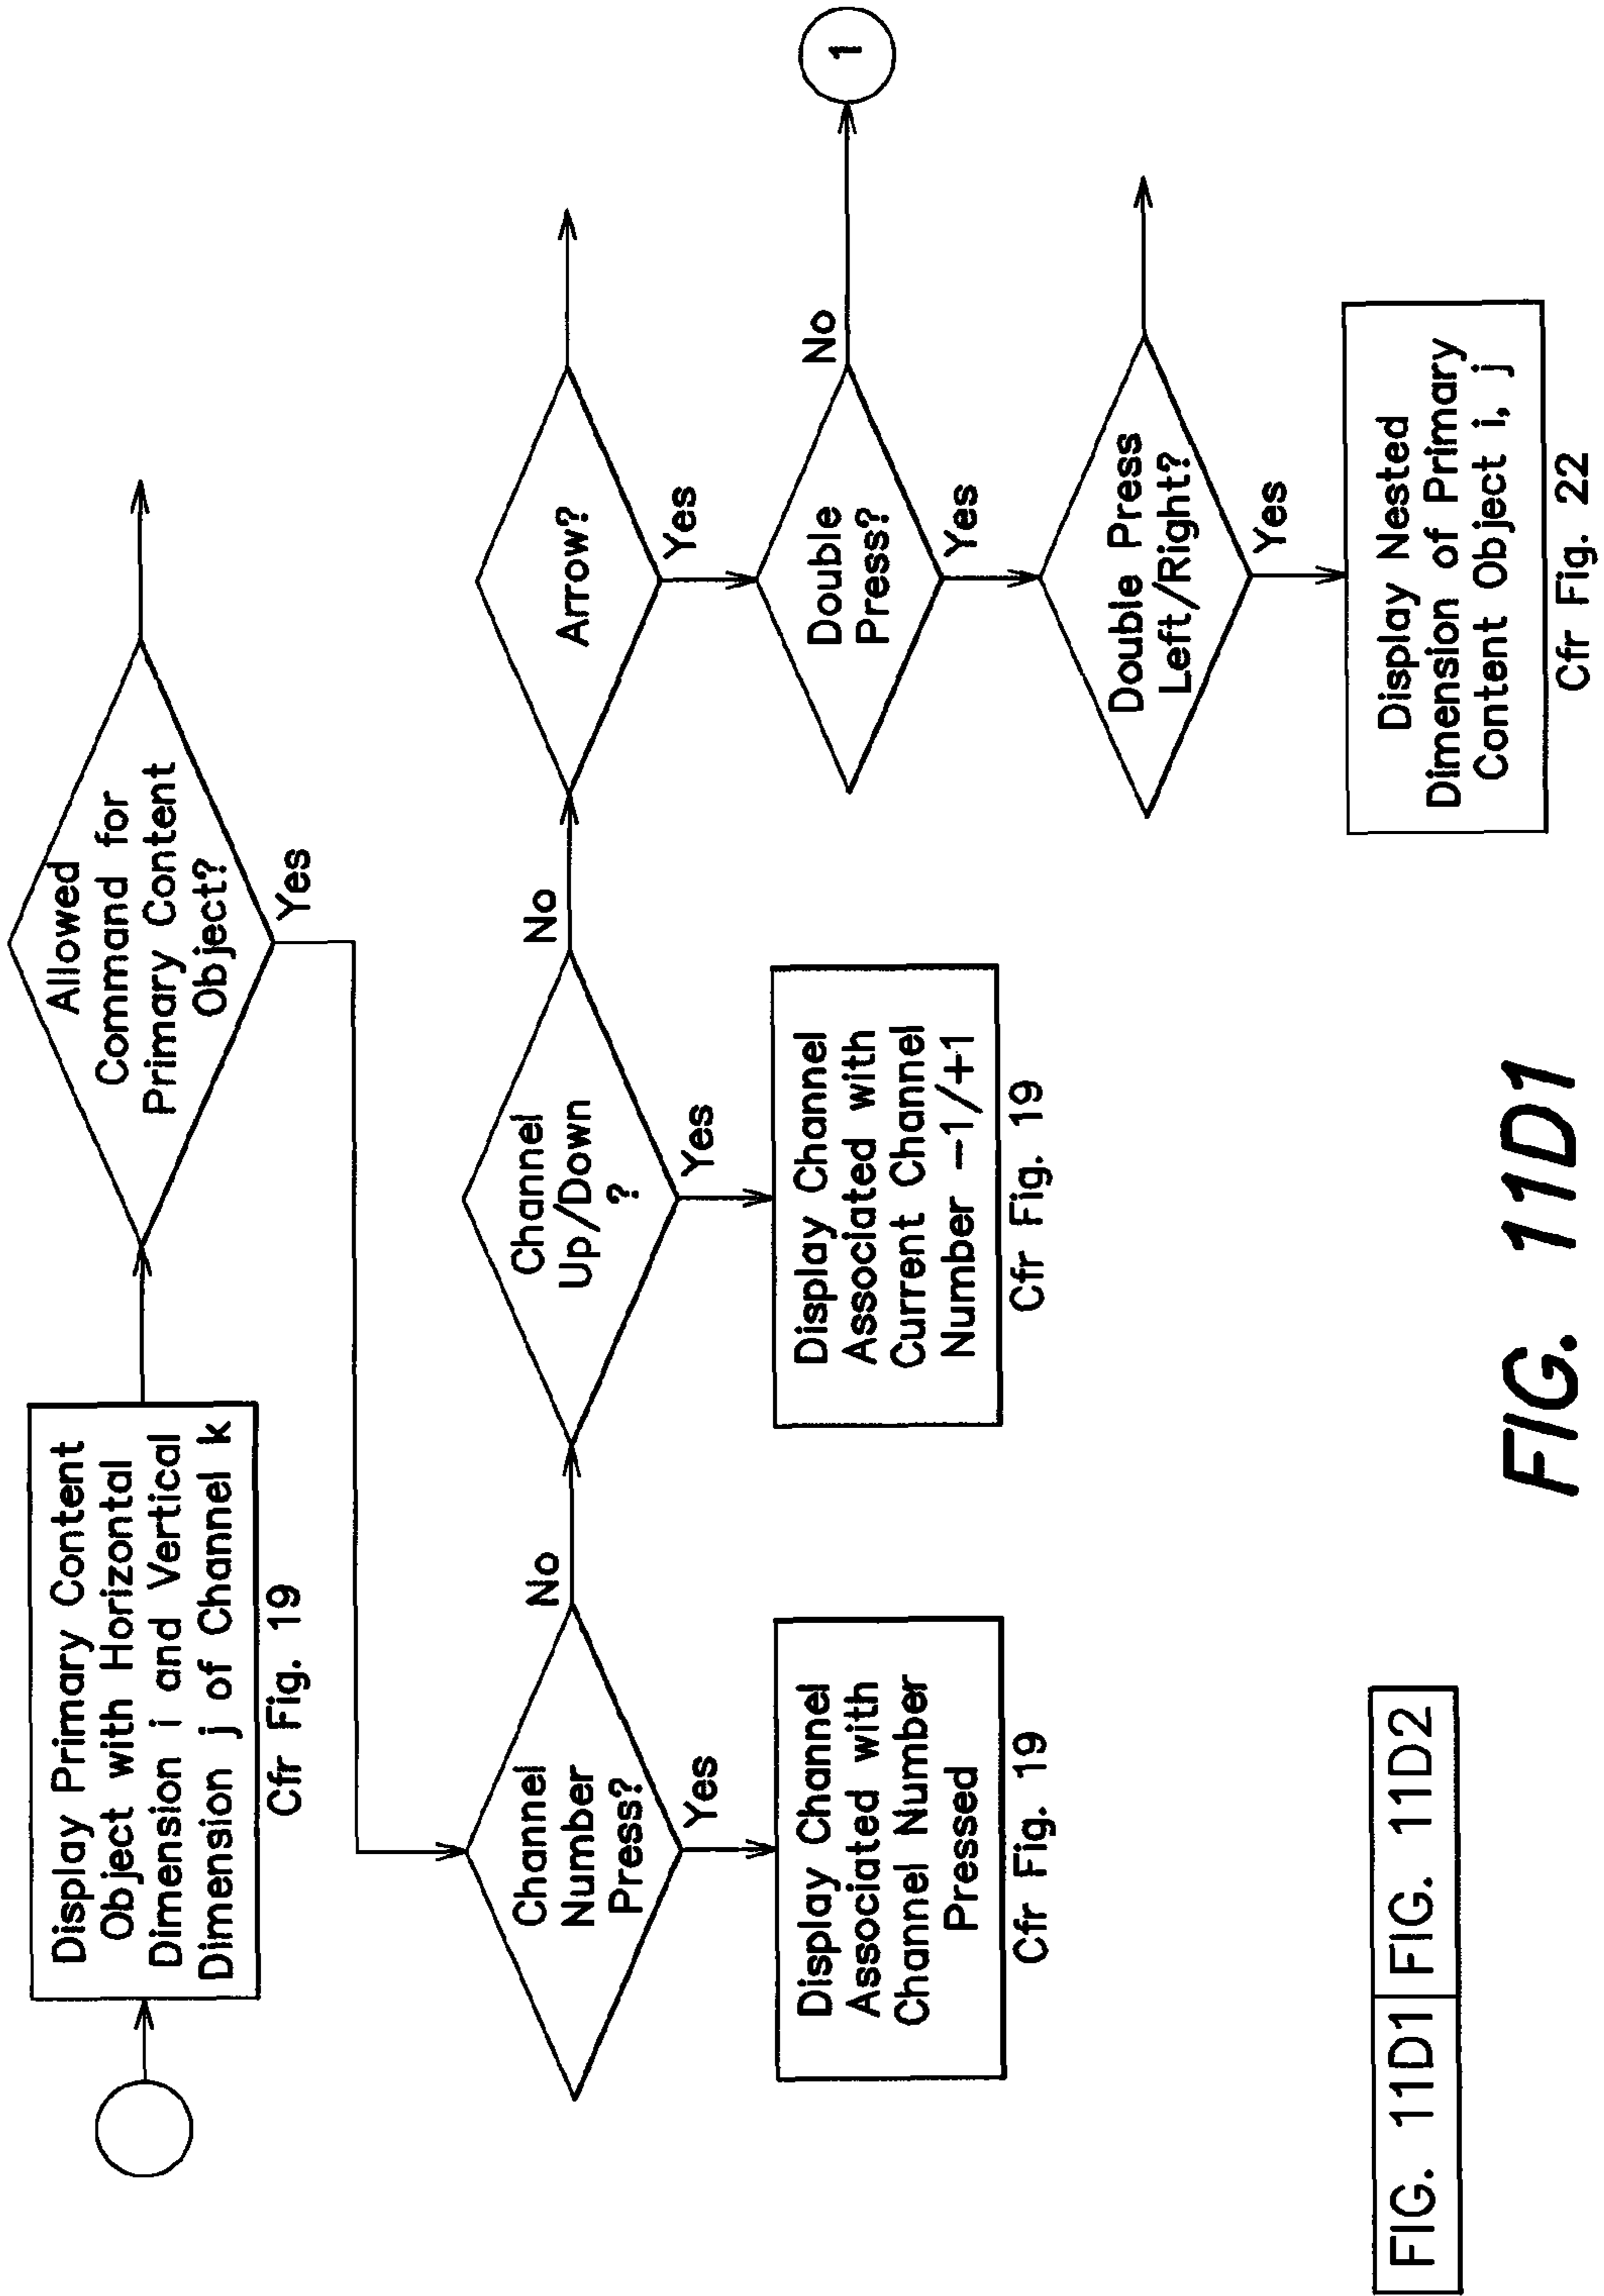 Display Primary Content
Object with Horizontal
Dimension i and Vertical
Dimension j of Channel k
Cfr Fig. 19
Allowed
Command for
Primary Content
Object?
Yes
Channel
Number
Press?
No
Yes
Display Channel
Associated with
Channel Number
Pressed
Cfr Fig. 19
Channel
Up/Down
?
No
Yes
Display Channel
Associated with
Current Channel
Number -1/+1
Cfr Fig. 19
Arrow?
Yes
Double
Press?
No
1
Yes
Double Press
Left/Right?
Yes
Display Nested
Dimension of Primary
Content Object i, j
Cfr Fig. 22
FIG. 11D1 FIG. 11D2
FIG. 11D1